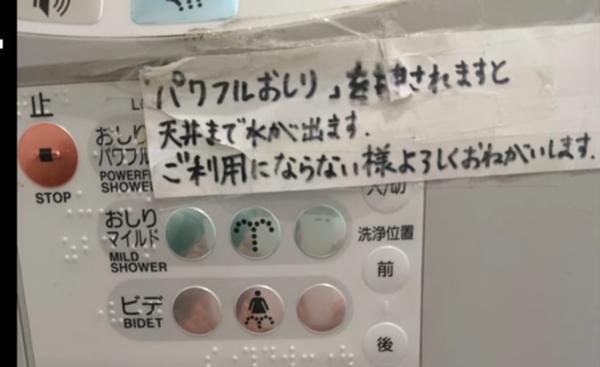 パワフルおしり」を押されますと
天井まで水が出ます.
ご利用にならない様よろしくおねがいします.
止
STOP
おしり
パワフル
POWERF
SHOWE
おしり
マイルド
MILD
SHOWER
洗浄位置
前
ビデ
BIDET
後